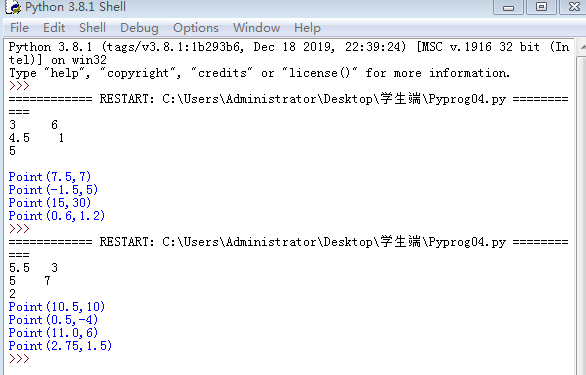 Python 3.8.1 Shell
File Edit Shell Debug Options Window Help
Python 3.8.1 (tags/v3.8.1:1b293b6, Dec 18 2019, 22:39:24) [MSC v.1916 32 bit (In
tel)] on win32
Type "help", "copyright", "credits" or "license()" for more information.
>>>
============ RESTART: C:\Users\Administrator\Desktop\学生端\Pyprog04.py ========
===
3     6
4.5    1
5
Point(7.5,7)
Point(-1.5,5)
Point(15,30)
Point(0.6,1.2)
>>>
============ RESTART: C:\Users\Administrator\Desktop\学生端\Pyprog04.py ========
===
5.5   3
5    7
2
Point(10.5,10)
Point(0.5,-4)
Point(11.0,6)
Point(2.75,1.5)
>>>